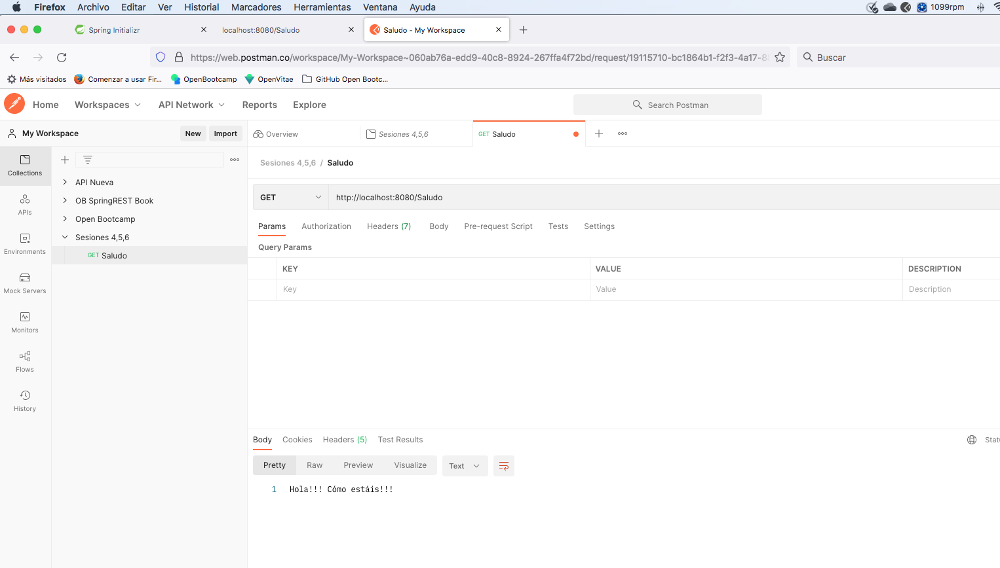 Firefox Archivo Editar Ver Historial Marcadores Herramientas Ventana Ayuda 1099rpm
Spring Initializr localhost:8080/Saludo Saludo - My Workspace
https://web.postman.co/workspace/My-Workspace~060ab76a-edd9-40c8-8924-267ffa4f72bd/request/19115710-bc1864b1-f2f3-4a17-8 Buscar
Más visitados Comenzar a usar Fir... OpenBootcamp OpenVitae GitHub Open Bootc...
Home Workspaces API Network Reports Explore Search Postman
My Workspace New Import Overview Sesiones 4,5,6 GET Saludo
Collections
APIs
Environments
Mock Servers
Monitors
Flows
History
API Nueva
OB SpringREST Book
Open Bootcamp
Sesiones 4,5,6
GET Saludo
Sesiones 4,5,6 / Saludo
GET http://localhost:8080/Saludo
Params Authorization Headers (7) Body Pre-request Script Tests Settings
Query Params
KEY VALUE DESCRIPTION
Key Value Description
Body Cookies Headers (5) Test Results
Pretty Raw Preview Visualize Text
1 Hola!!! Cómo estáis!!!